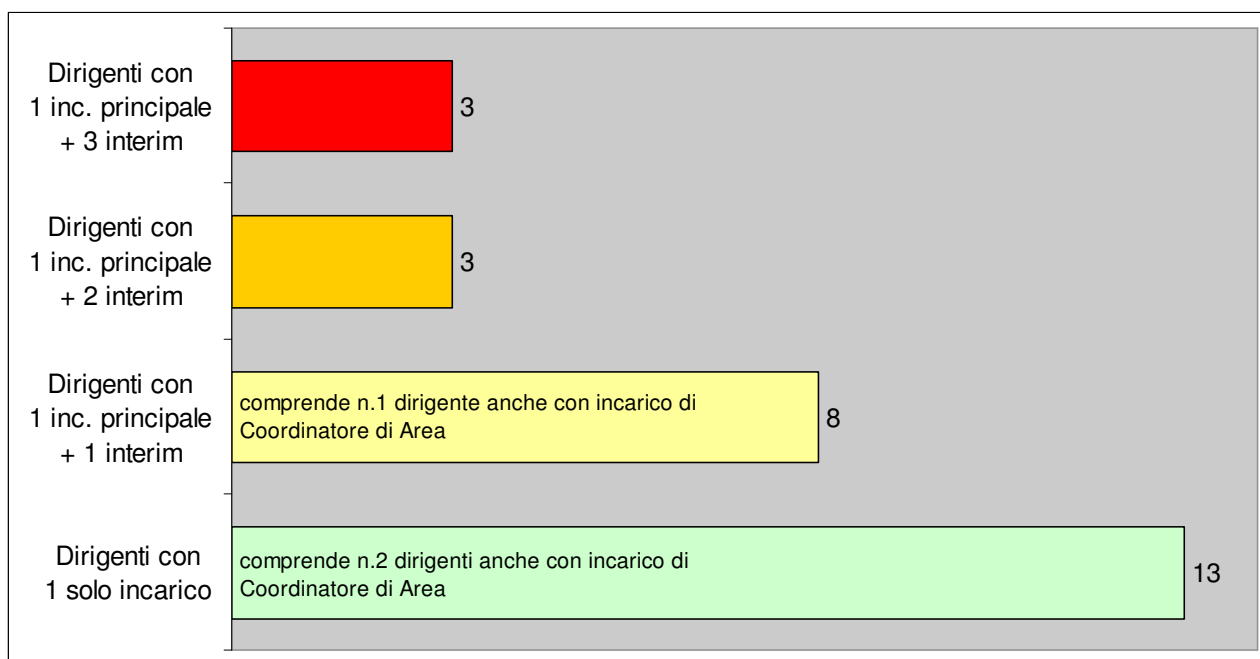 Dirigenti con
1 inc. principale
+ 3 interim
3
Dirigenti con
1 inc. principale
+ 2 interim
3
Dirigenti con
1 inc. principale
+ 1 interim
comprende n.1 dirigente anche con incarico di
Coordinatore di Area
8
Dirigenti con
1 solo incarico
comprende n.2 dirigenti anche con incarico di
Coordinatore di Area
13